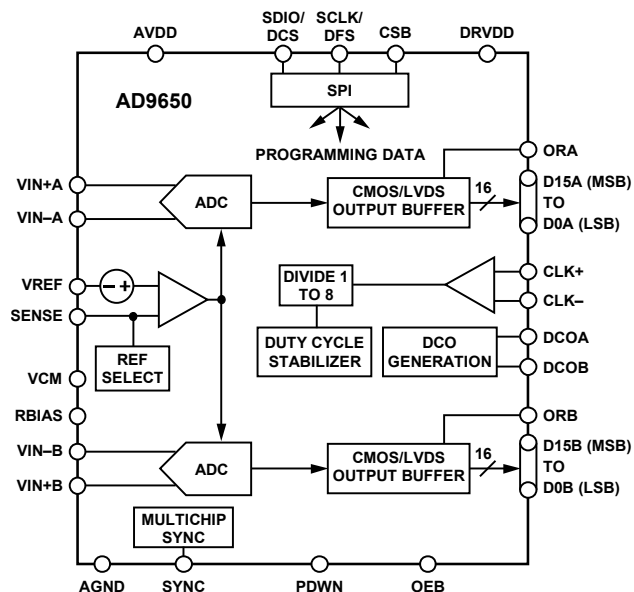 AVDD
SDIO/
DCS
SCLK/
DFS
CSB
DRVDD
AD9650
SPI
PROGRAMMING DATA
ORA
VIN+A
VIN–A
ADC
CMOS/LVDS
OUTPUT BUFFER
16
D15A (MSB)
TO
D0A (LSB)
VREF
– +
SENSE
REF
SELECT
DIVIDE 1
TO 8
DUTY CYCLE
STABILIZER
DCO
GENERATION
CLK+
CLK–
DCOA
DCOB
VCM
RBIAS
ORB
VIN–B
VIN+B
ADC
CMOS/LVDS
OUTPUT BUFFER
16
D15B (MSB)
TO
D0B (LSB)
MULTICHIP
SYNC
AGND
SYNC
PDWN
OEB